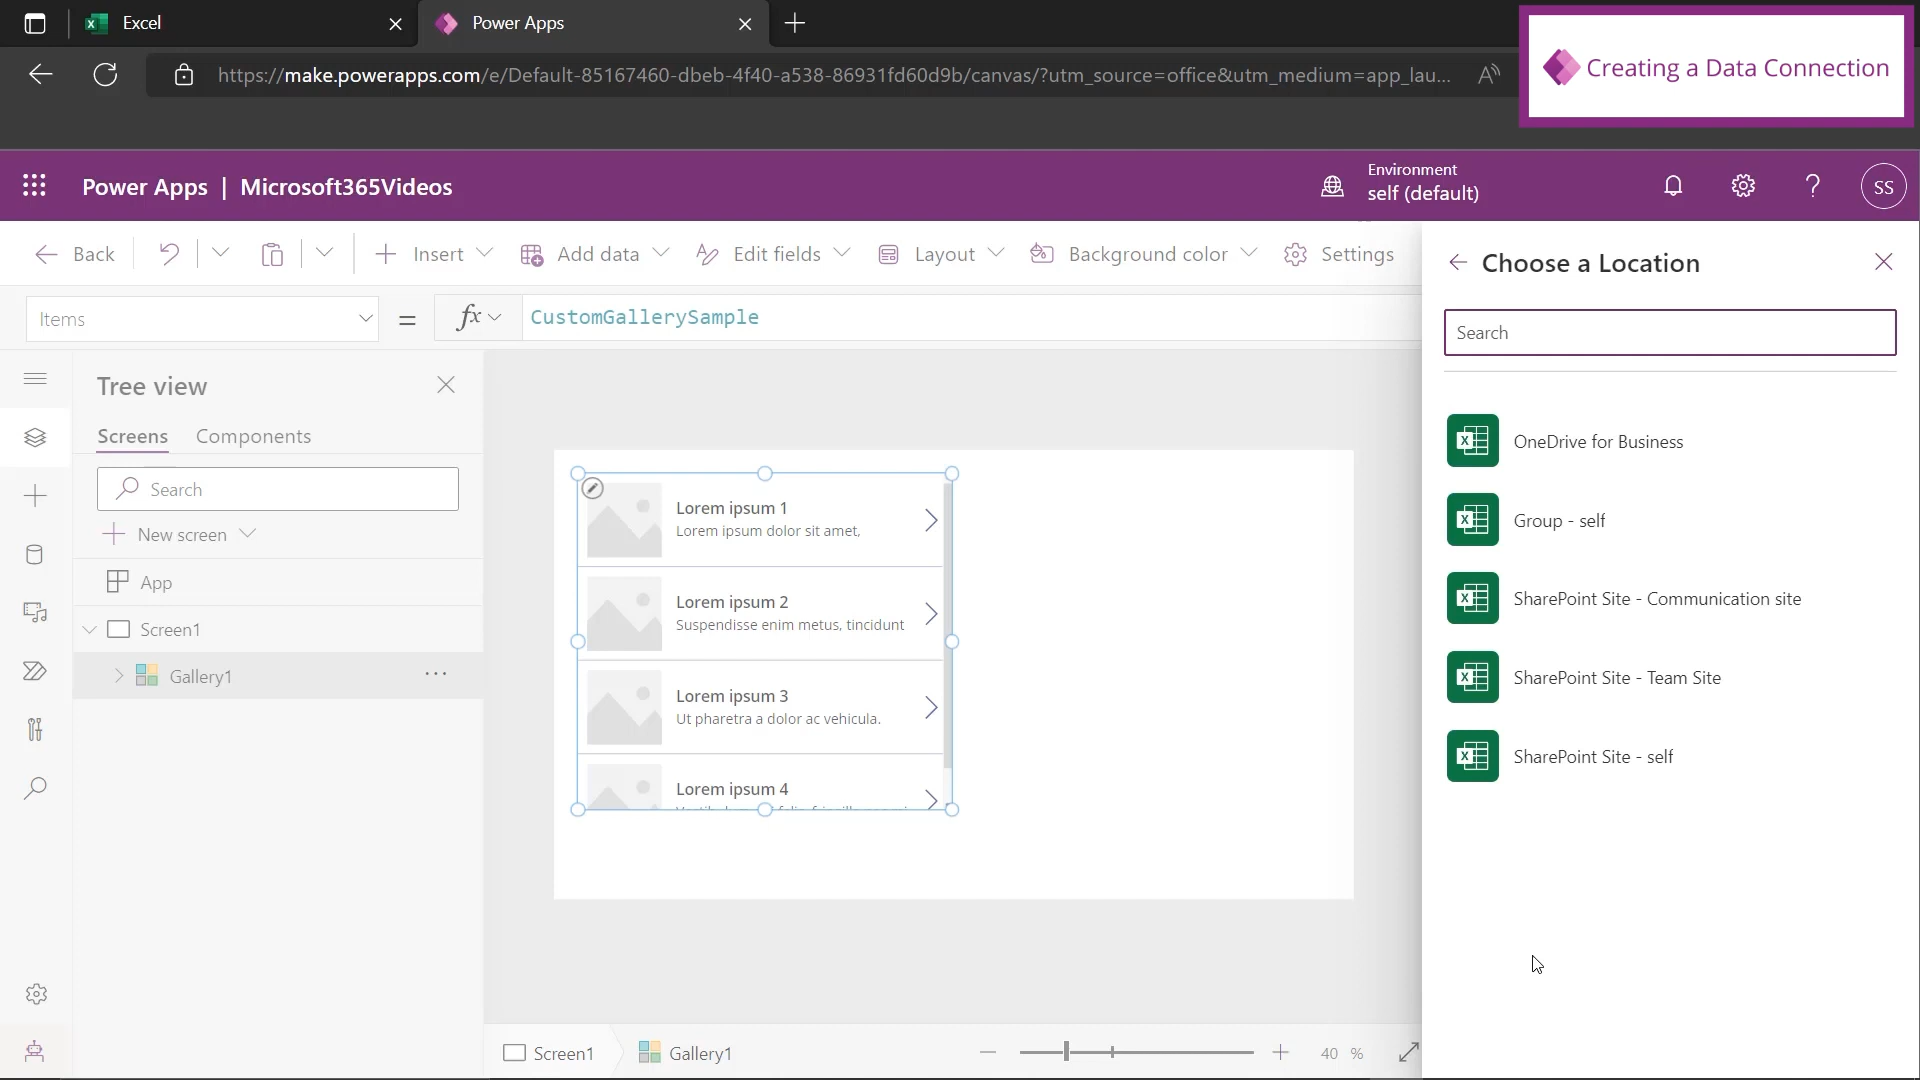 Excel
Power Apps
https://make.powerapps.com/e/Default-85167460-dbeb-4f40-a538-86931fd60d9b/canvas/?utm_source=office&utm_medium=app_lau...
Creating a Data Connection
Power Apps | Microsoft365Videos
Environment
self (default)
SS
Back
Insert
Add data
Edit fields
Layout
Background color
Settings
Items
=
fx
CustomGallerySample
Tree view
Screens
Components
Search
New screen
App
Screen1
Gallery1
Lorem ipsum 1
Lorem ipsum dolor sit amet,
Lorem ipsum 2
Suspendisse enim metus, tincidunt
Lorem ipsum 3
Ut pharetra a dolor ac vehicula.
Lorem ipsum 4
Screen1
Gallery1
40 %
Choose a Location
Search
OneDrive for Business
Group - self
SharePoint Site - Communication site
SharePoint Site - Team Site
SharePoint Site - self